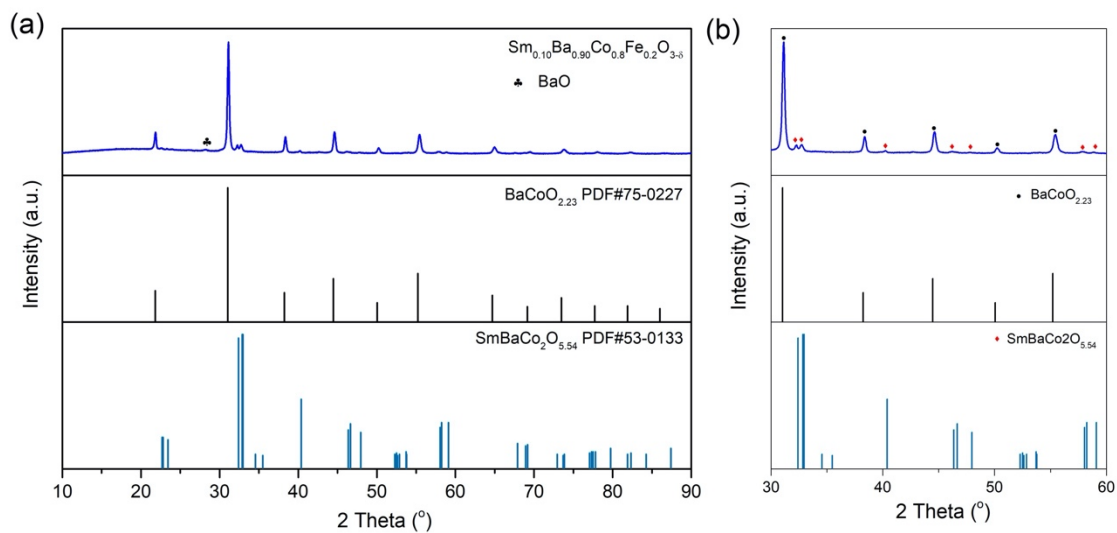 (a)
Sm0.10Ba0.90Co0.8Fe0.2O3-δ
♣ BaO
BaCoO2.23 PDF#75-0227
SmBaCo2O5.54 PDF#53-0133
Intensity (a.u.)
10 20 30 40 50 60 70 80 90
2 Theta (o)
(b)
• BaCoO2.23
♦ SmBaCo2O5.54
Intensity (a.u.)
30 40 50 60
2 Theta (o)